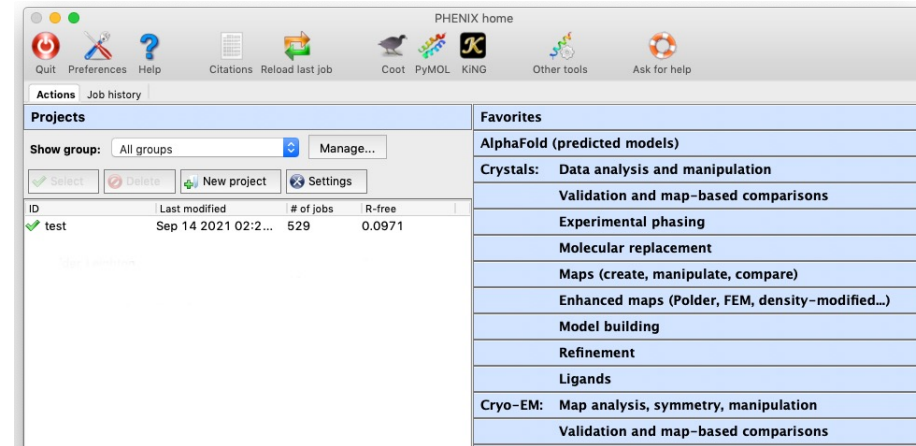 PHENIX home
Quit Preferences Help Citations Reload last job Coot PyMOL KiNG Other tools Ask for help
Actions Job history
Projects
Show group: All groups Manage...
Select Delete New project Settings
ID Last modified # of jobs R-free
test Sep 14 2021 02:2... 529 0.0971
Favorites
AlphaFold (predicted models)
Crystals: Data analysis and manipulation
Validation and map-based comparisons
Experimental phasing
Molecular replacement
Maps (create, manipulate, compare)
Enhanced maps (Polder, FEM, density-modified...)
Model building
Refinement
Ligands
Cryo-EM: Map analysis, symmetry, manipulation
Validation and map-based comparisons